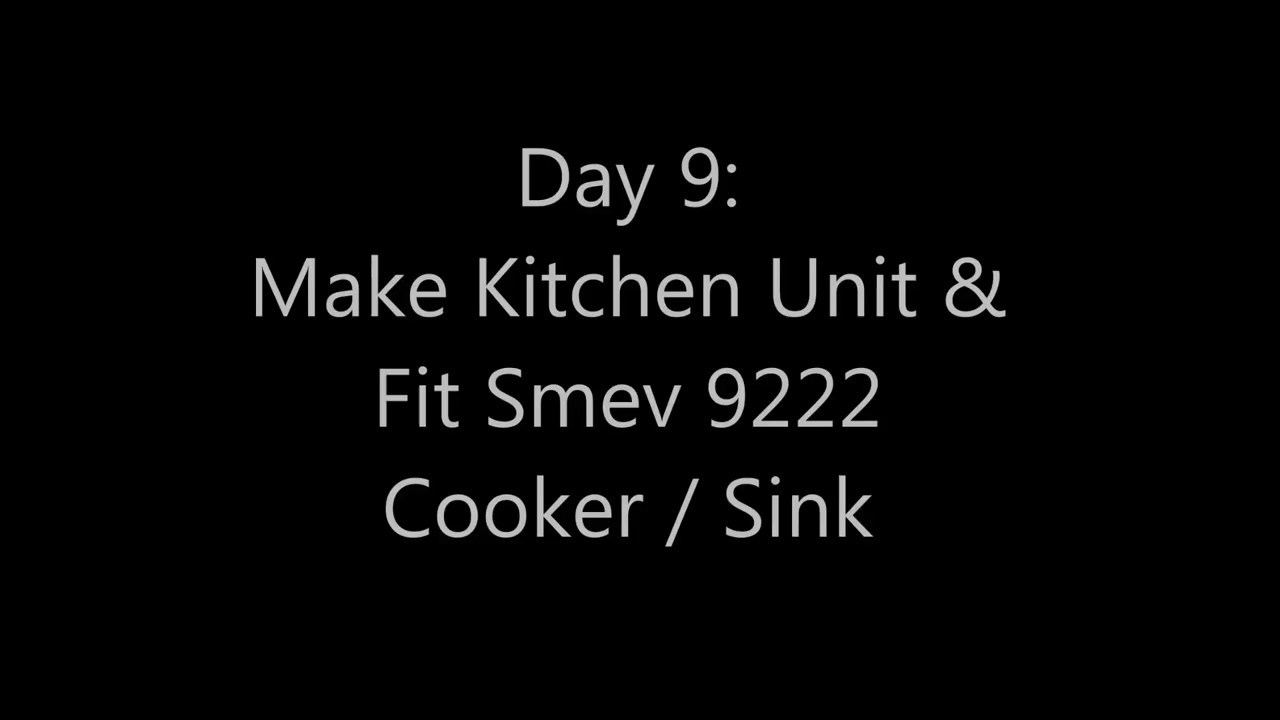 Day 9:
Make Kitchen Unit &
Fit Smev 9222
Cooker / Sink